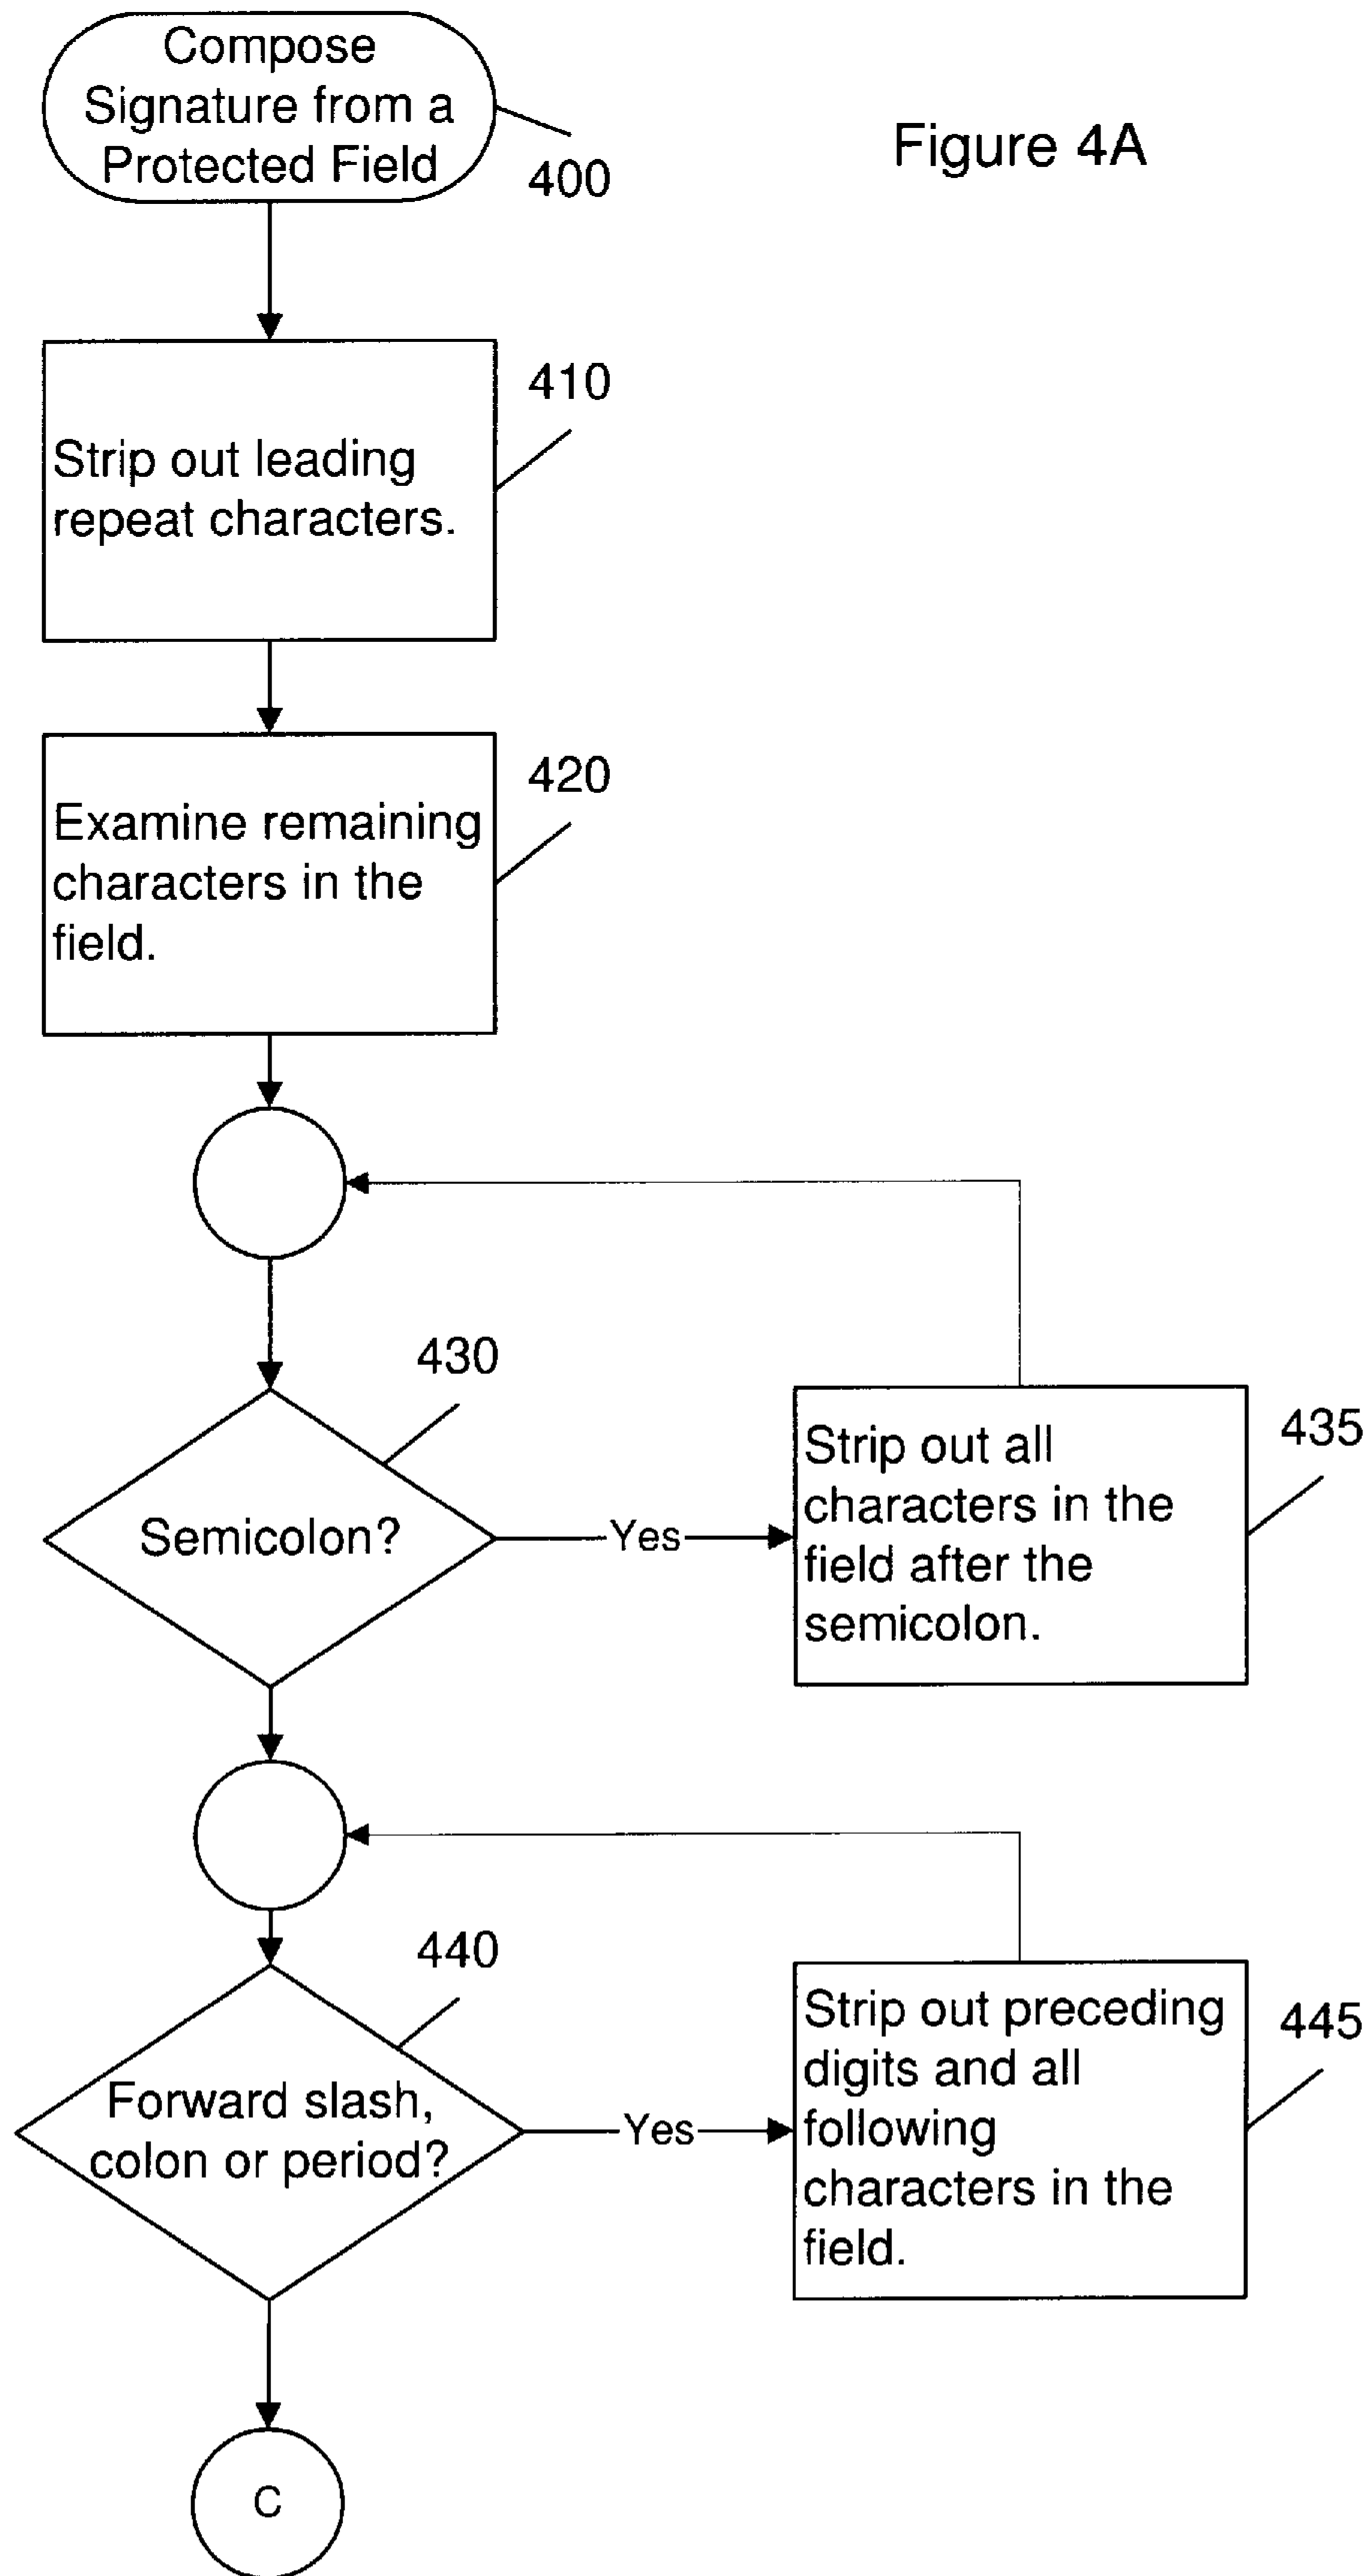 Compose
Signature from a
Protected Field
400
Figure 4A
410
Strip out leading
repeat characters.
420
Examine remaining
characters in the
field.
430
Semicolon?
Yes
Strip out all
characters in the
field after the
semicolon.
435
440
Forward slash,
colon or period?
Yes
Strip out preceding
digits and all
following
characters in the
field.
445
C